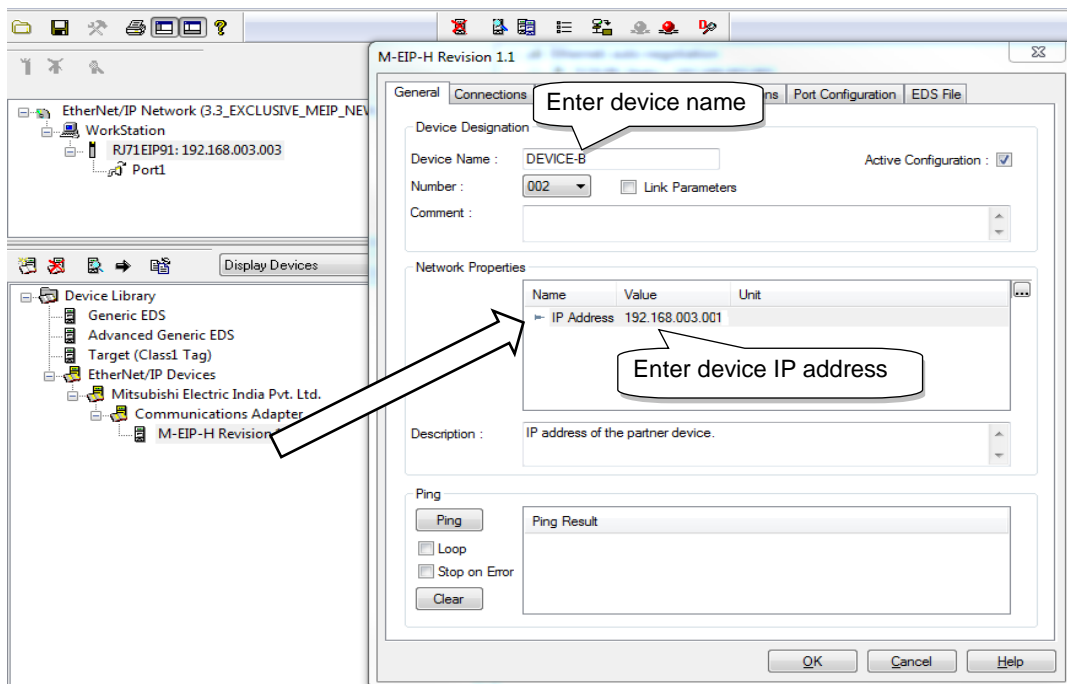 M-EIP-H Revision 1.1
EtherNet/IP Network (3.3_EXCLUSIVE_MEIP_NEW
WorkStation
RJ71EIP91: 192.168.003.003
Port1
Display Devices
Device Library
Generic EDS
Advanced Generic EDS
Target (Class1 Tag)
EtherNet/IP Devices
Mitsubishi Electric India Pvt. Ltd.
Communications Adapter
M-EIP-H Revision
General Connections Port Configuration EDS File
Enter device name
Device Designation
Device Name : DEVICE-B Active Configuration :
Number : 002 Link Parameters
Comment :
Network Properties
Name Value Unit
IP Address 192.168.003.001
Enter device IP address
Description : IP address of the partner device.
Ping
Ping Ping Result
Loop
Stop on Error
Clear
OK Cancel Help